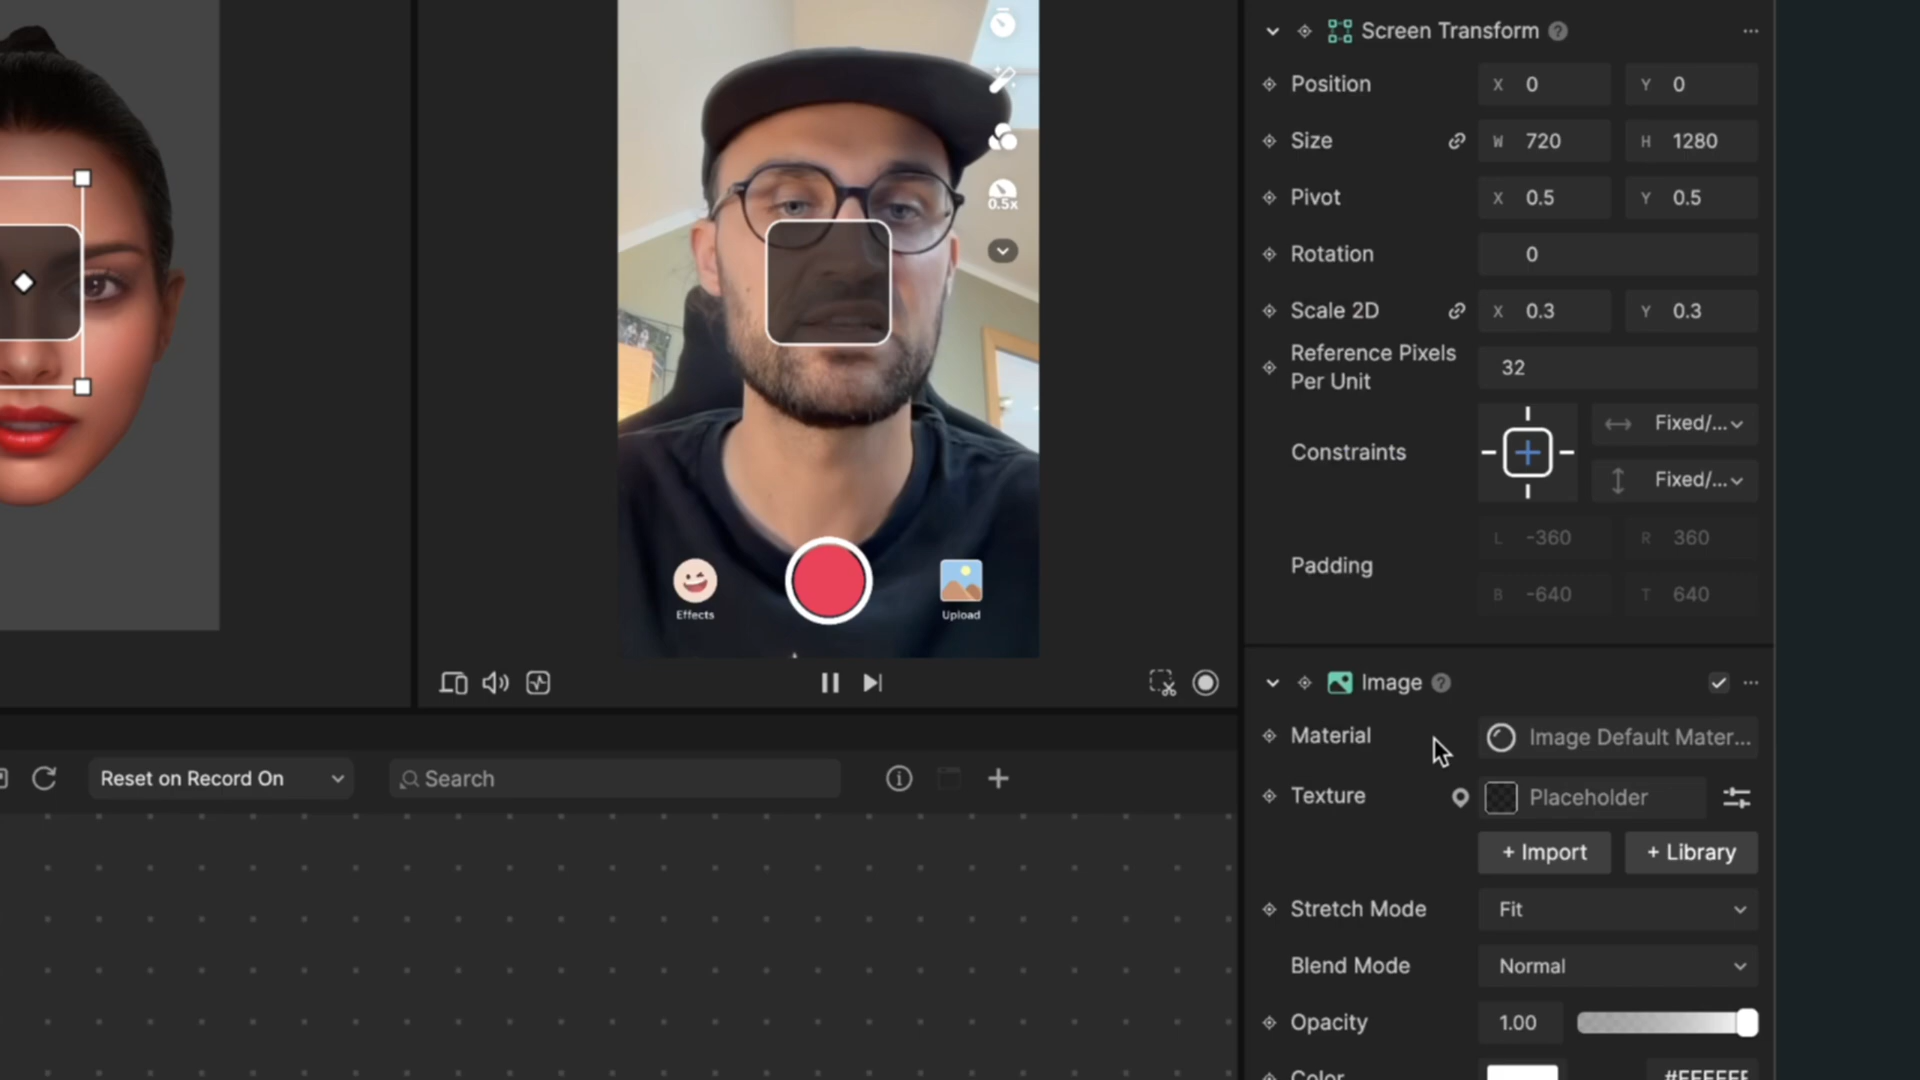 Screen Transform ?
Position X 0 Y 0
Size W 720 H 1280
Pivot X 0.5 Y 0.5
Rotation 0
Scale 2D X 0.3 Y 0.3
Reference Pixels
Per Unit 32
Constraints
Fixed/...
Fixed/...
Padding
L -360 R 360
B -640 T 640
0.5x
Effects
Upload
Image ?
Material Image Default Mater...
Texture Placeholder
+ Import + Library
Stretch Mode Fit
Blend Mode Normal
Opacity 1.00
Color
Reset on Record On
Search